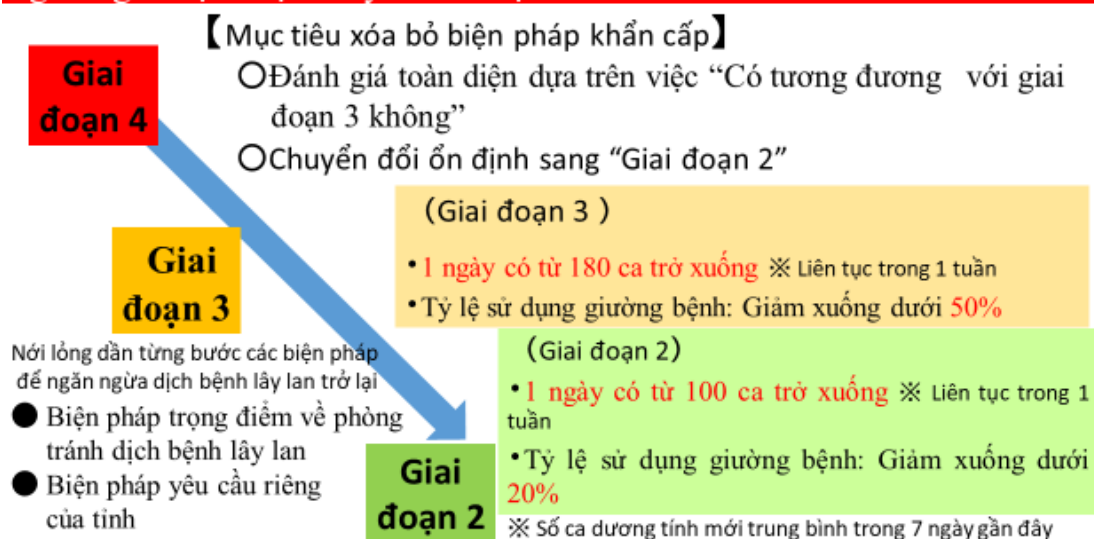 【Mục tiêu xóa bỏ biện pháp khẩn cấp】
Giai
đoạn 4
○Đánh giá toàn diện dựa trên việc “Có tương đương với giai
đoạn 3 không”
○Chuyển đổi ổn định sang “Giai đoạn 2”
（Giai đoạn 3 ）
•1 ngày có từ 180 ca trở xuống ※ Liên tục trong 1 tuần
•Tỷ lệ sử dụng giường bệnh: Giảm xuống dưới 50%
Giai
đoạn 3
Nới lỏng dần từng bước các biện pháp
để ngăn ngừa dịch bệnh lây lan trở lại
● Biện pháp trọng điểm về phòng
tránh dịch bệnh lây lan
● Biện pháp yêu cầu riêng
của tỉnh
（Giai đoạn 2）
•1 ngày có từ 100 ca trở xuống ※ Liên tục trong 1
tuần
•Tỷ lệ sử dụng giường bệnh: Giảm xuống dưới
20%
Giai
đoạn 2
※ Số ca dương tính mới trung bình trong 7 ngày gần đây